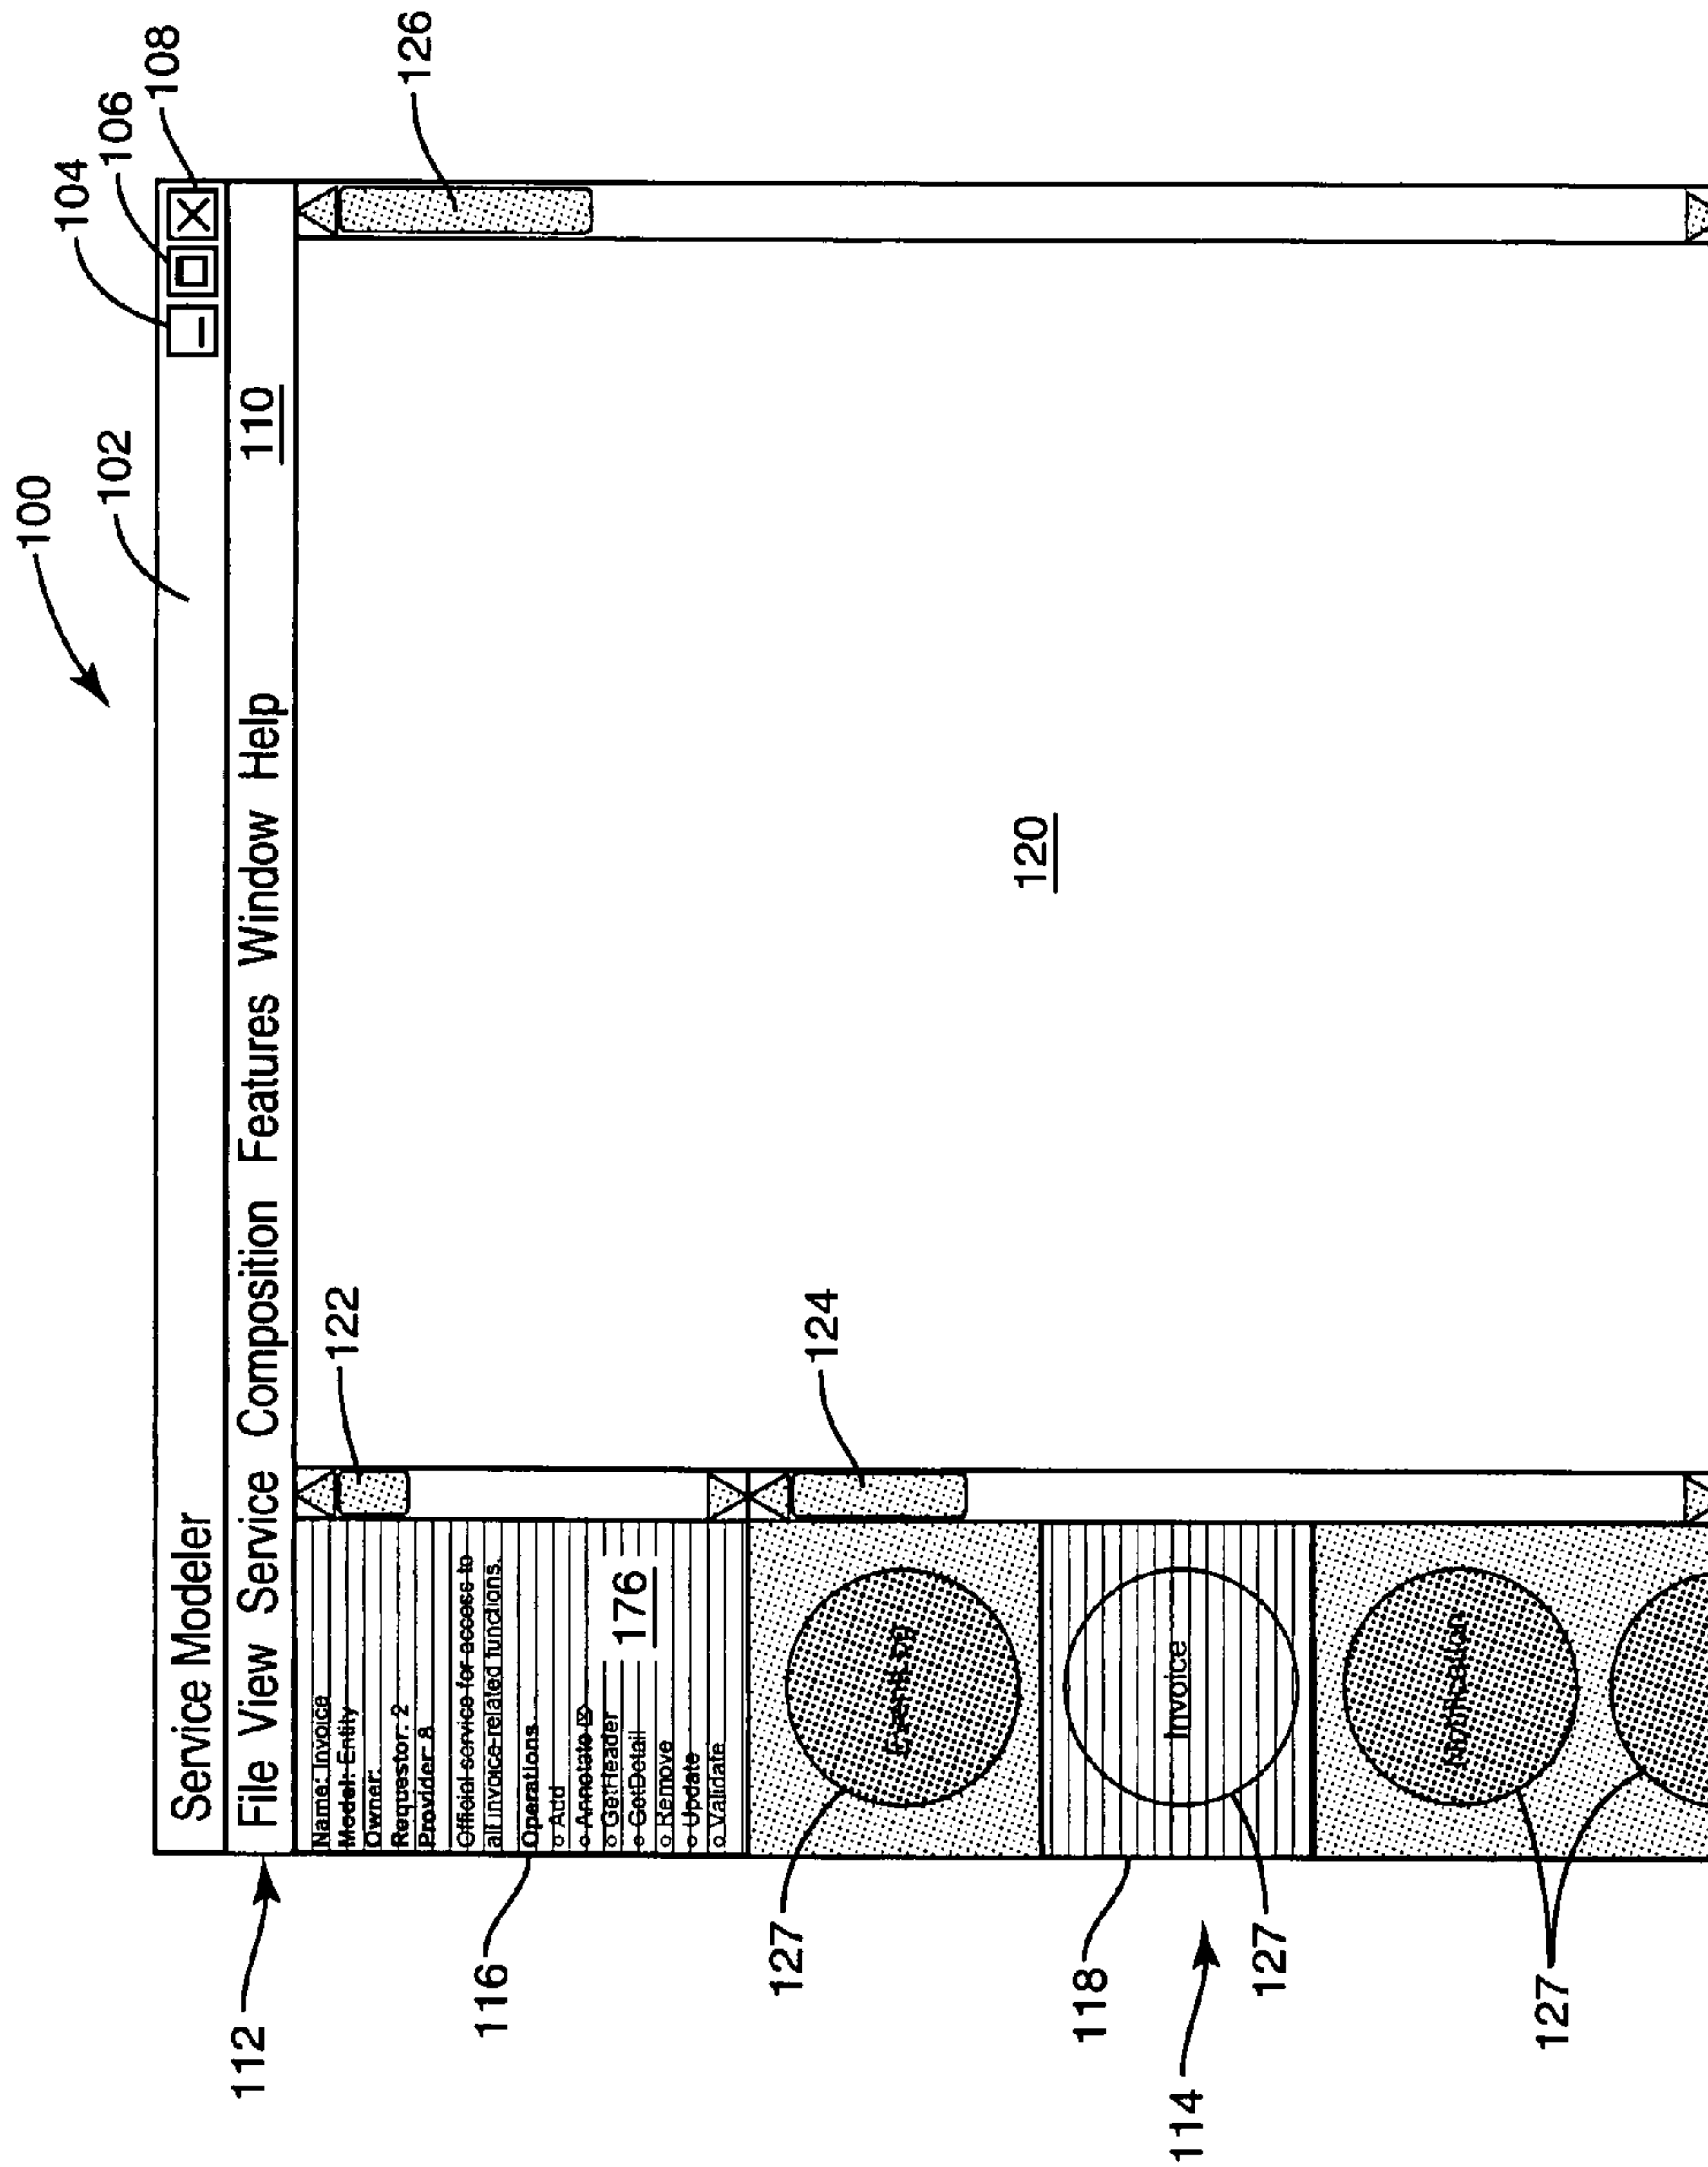 100
102
104
106
108
Service Modeler
112
File View Service Composition Features Window Help
110
122
126
Name: Invoice
Model: Entity
Owner:
Requestor: 2
Provider: 8
Official service for access to
all invoice-related functions.
Operations
o Add
o Annotate
o GetHeader
o GetDetail
o Remove
o Update
o Validate
176
116
124
120
127
118
Invoice
114
127
Notification
127